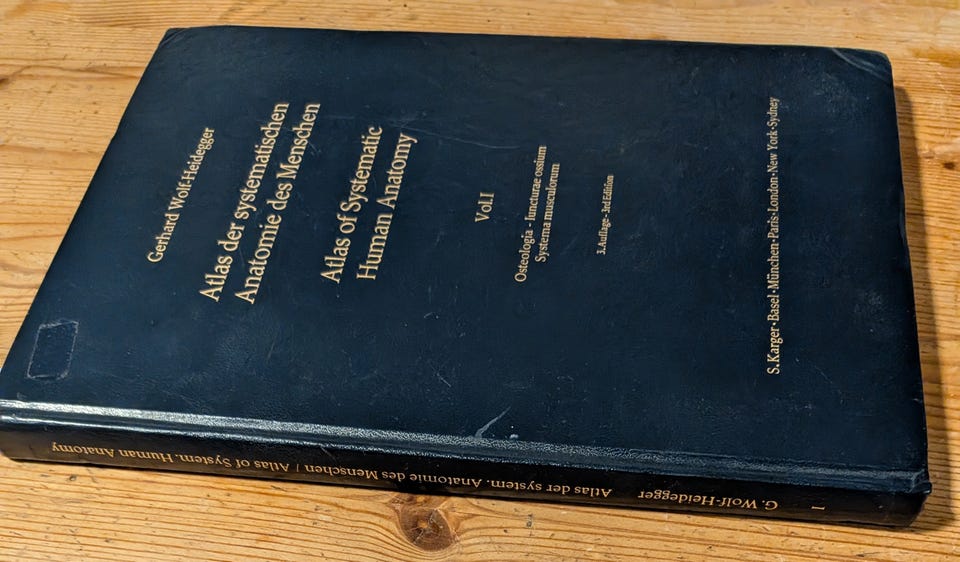 Gerhard Wolf-Heidegger
Atlas der systematischen
Anatomie des Menschen
Atlas of Systematic
Human Anatomy
Vol.I
Osteologia · Iuncturae ossium
Systema musculorum
3. Auflage · 3rd Edition
S. Karger · Basel · München · Paris · London · New York · Sydney
I G. Wolf-Heidegger Atlas der system. Anatomie des Menschen / Atlas of System. Human Anatomy